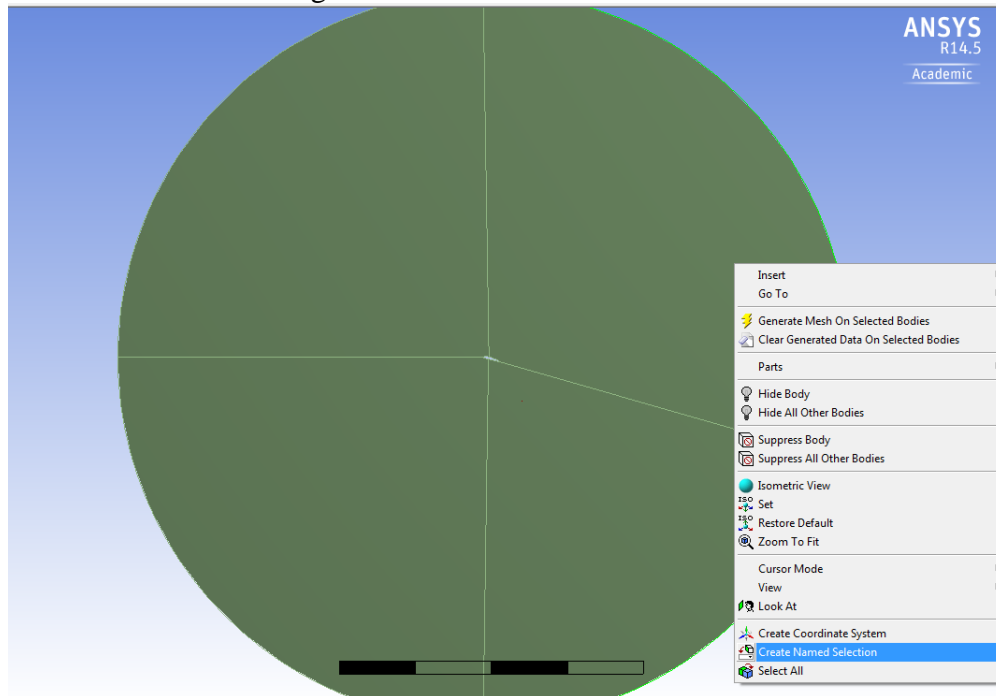 ANSYS
R14.5
Academic
Insert
Go To
Generate Mesh On Selected Bodies
Clear Generated Data On Selected Bodies
Parts
Hide Body
Hide All Other Bodies
Suppress Body
Suppress All Other Bodies
Isometric View
ISO Set
ISO Restore Default
Zoom To Fit
Cursor Mode
View
Look At
Create Coordinate System
Create Named Selection
Select All